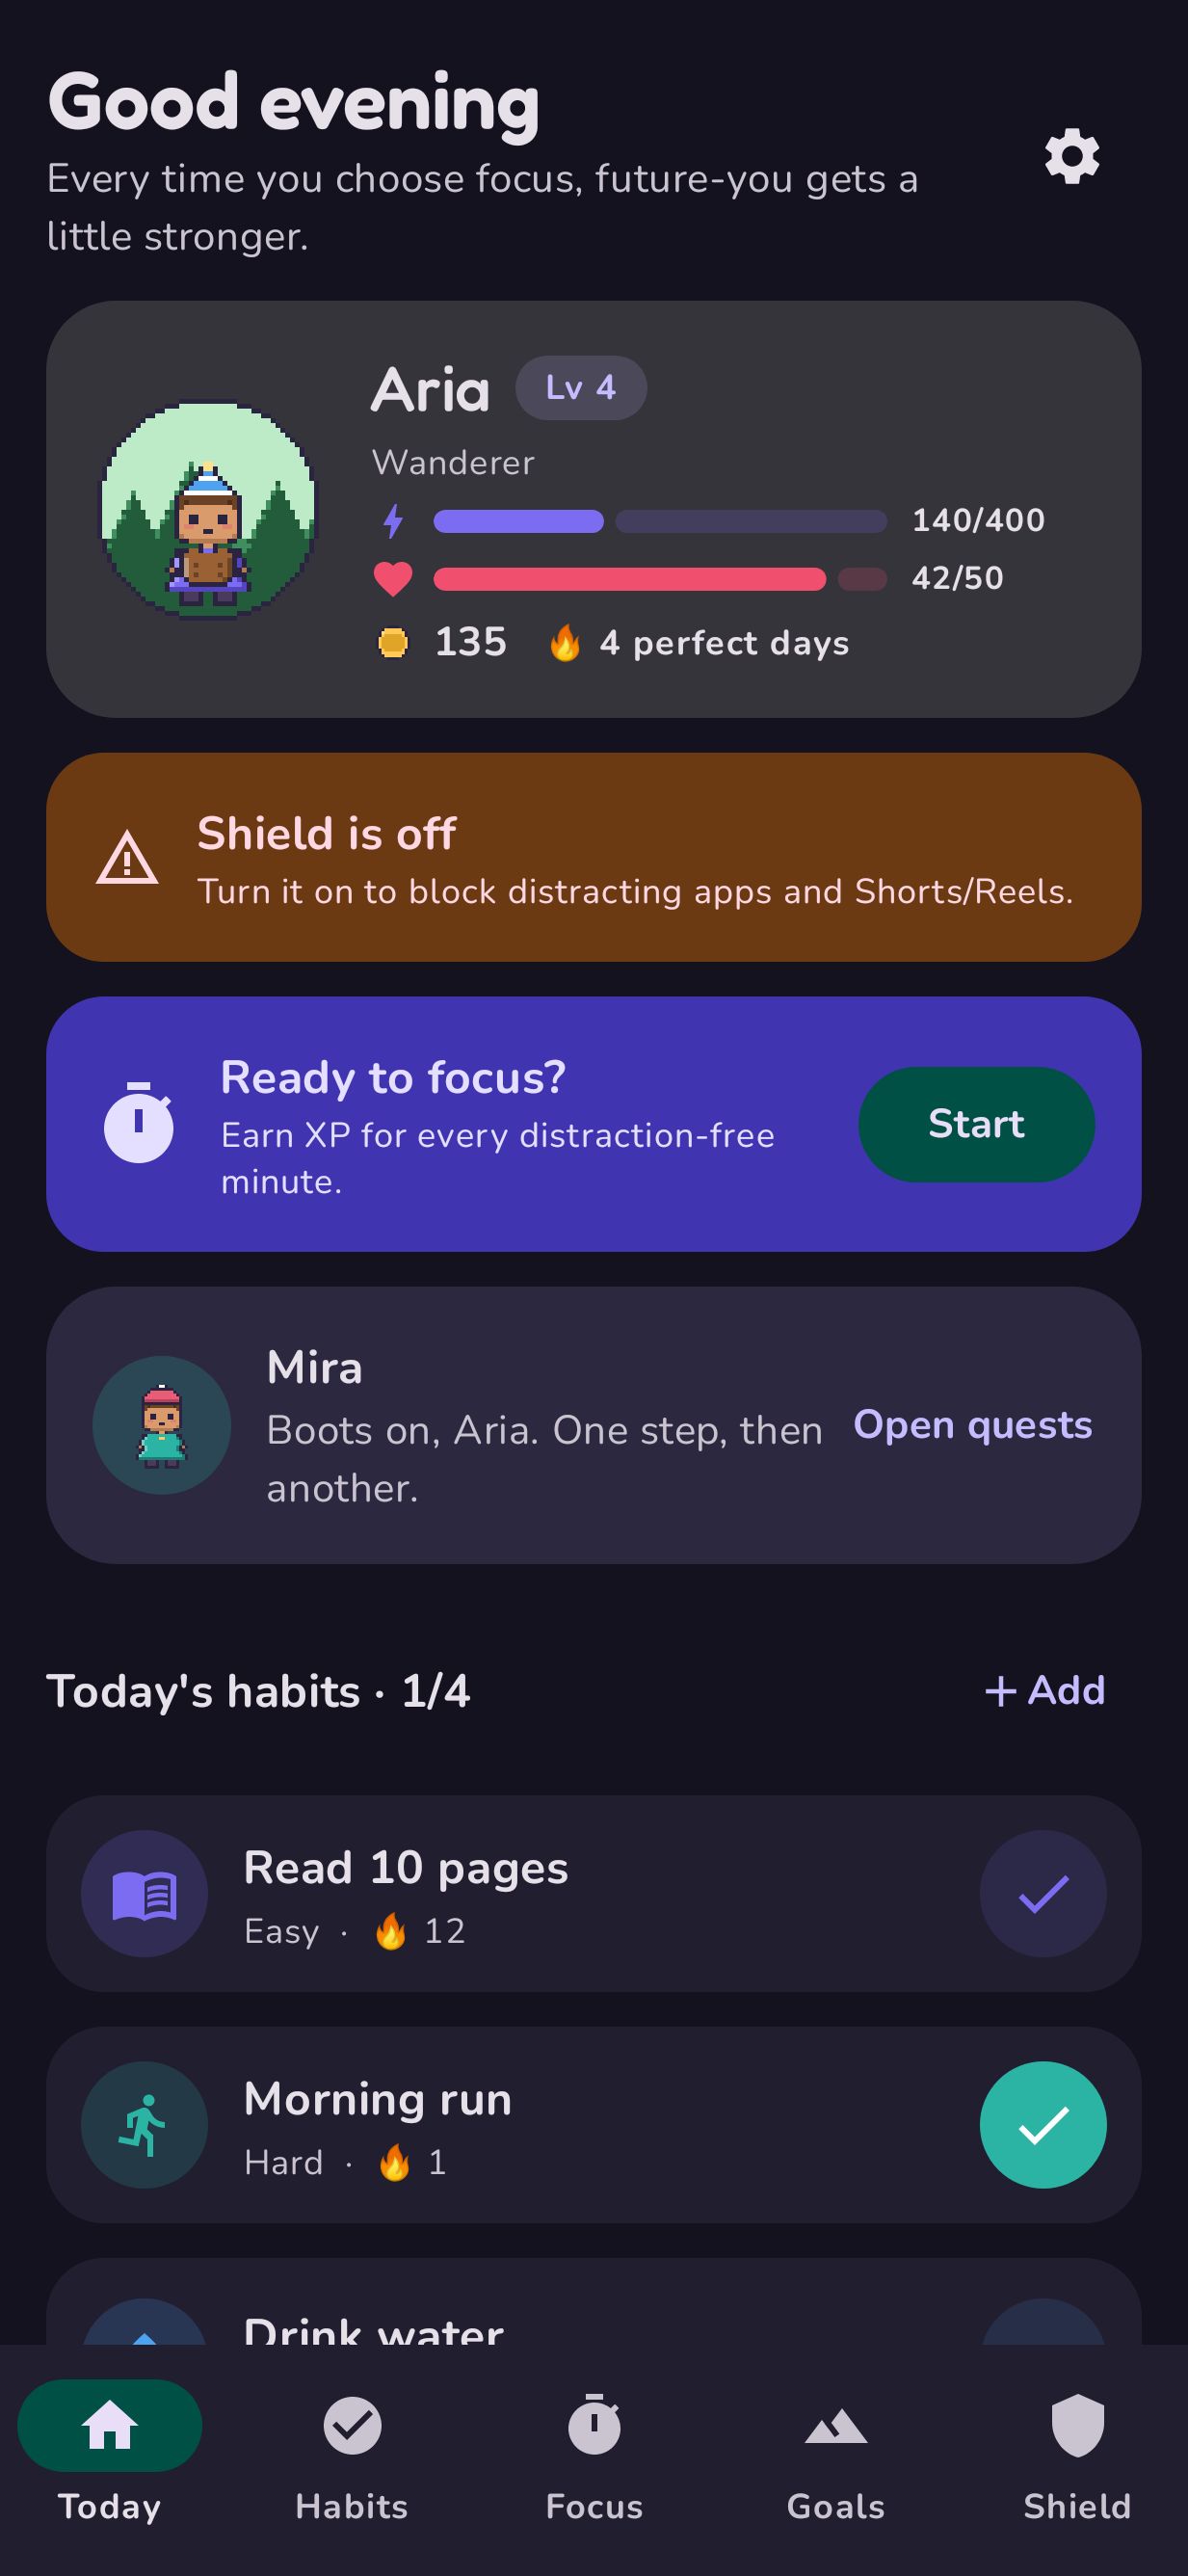 Good evening
Every time you choose focus, future-you gets a
little stronger.
Aria
Lv 4
Wanderer
140/400
42/50
135
4 perfect days
Shield is off
Turn it on to block distracting apps and Shorts/Reels.
Ready to focus?
Earn XP for every distraction-free
minute.
Start
Mira
Boots on, Aria. One step, then
another.
Open quests
Today's habits · 1/4
+ Add
Read 10 pages
Easy · 🔥 12
Morning run
Hard · 🔥 1
Drink water
Today
Habits
Focus
Goals
Shield